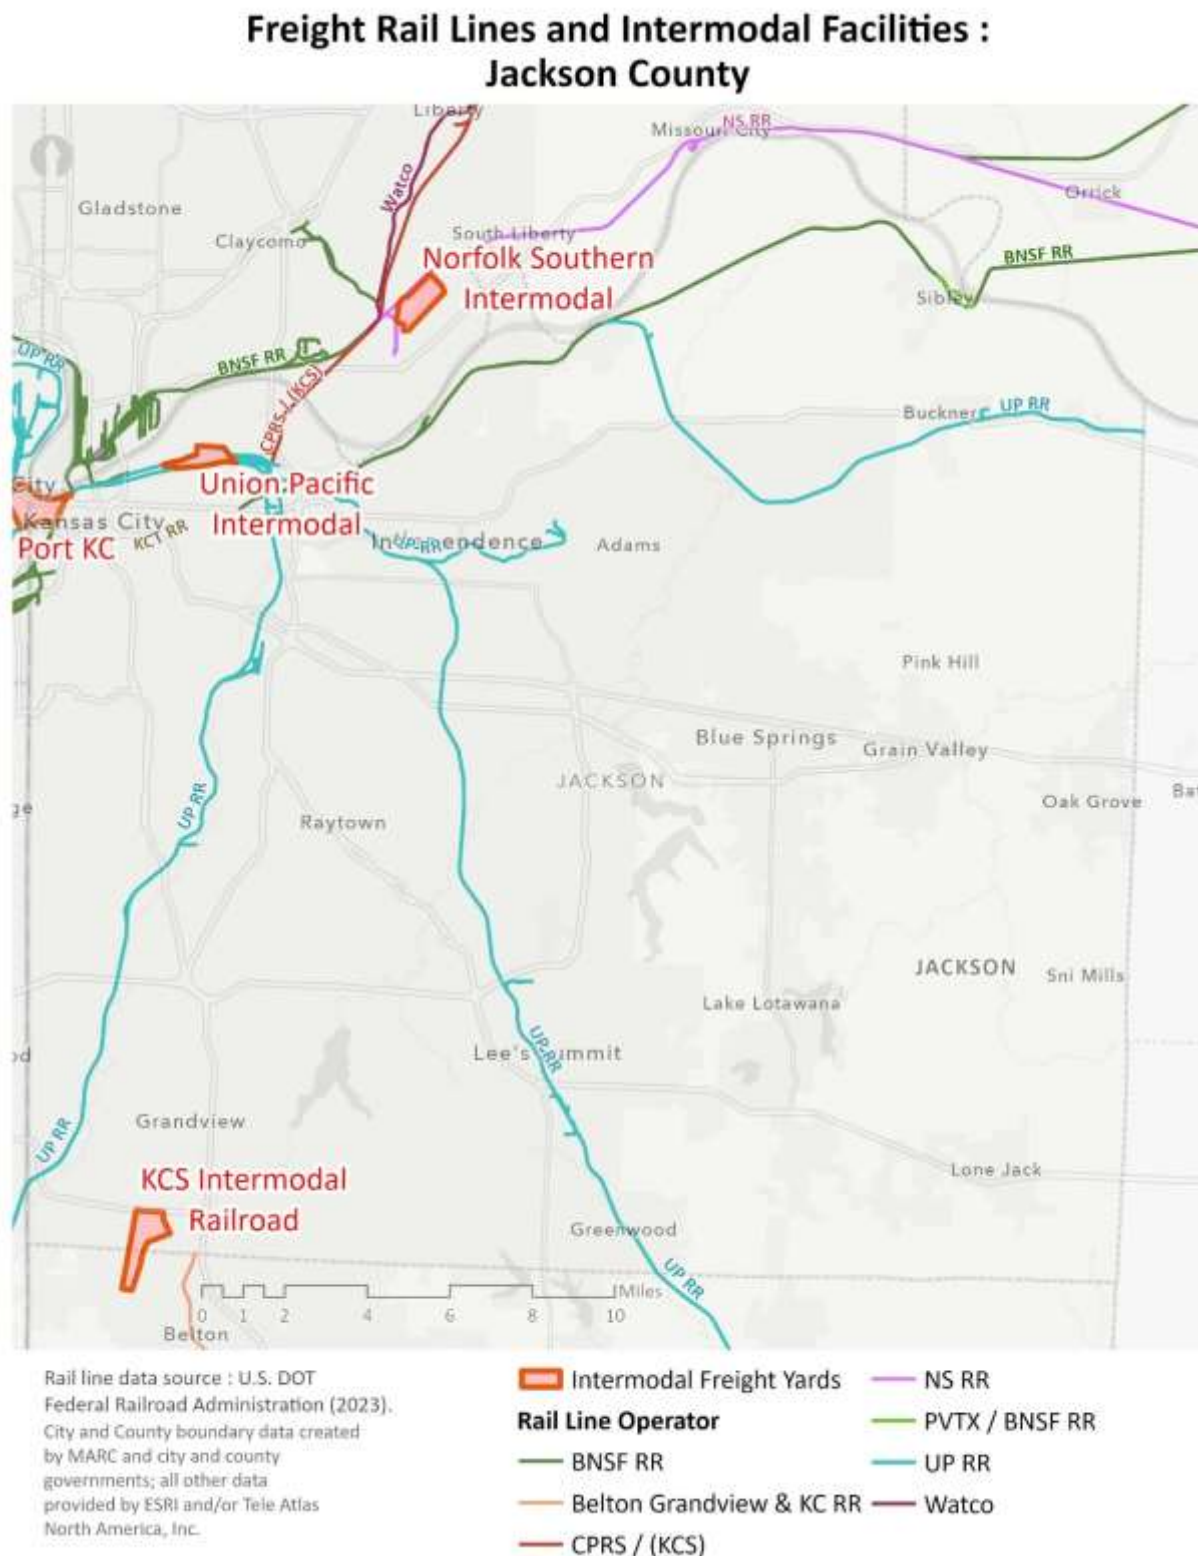 Freight Rail Lines and Intermodal Facilities :
Jackson County
Liberty
Missouri City
NS RR
Watco
Orrick
Gladstone
Claycomo
South Liberty
BNSF RR
Norfolk Southern
Intermodal
Sibley
UP RR
BNSF RR
CPRS / (KCS)
Buckner
UP RR
City
Union Pacific
Intermodal
Kansas City
KCT RR
Port KC
Independence
UP RR
Adams
Pink Hill
Blue Springs
Grain Valley
JACKSON
Oak Grove
Bat
ge
UP RR
Raytown
JACKSON
Sni Mills
Lake Lotawana
UP RR
Lee's Summit
od
Grandview
UP RR
Lone Jack
KCS Intermodal
Railroad
Greenwood
UP RR
Miles
0 1 2 4 6 8 10
Belton
Rail line data source : U.S. DOT
Federal Railroad Administration (2023).
City and County boundary data created
by MARC and city and county
governments; all other data
provided by ESRI and/or Tele Atlas
North America, Inc.
Intermodal Freight Yards
Rail Line Operator
BNSF RR
Belton Grandview & KC RR
CPRS / (KCS)
NS RR
PVTX / BNSF RR
UP RR
Watco